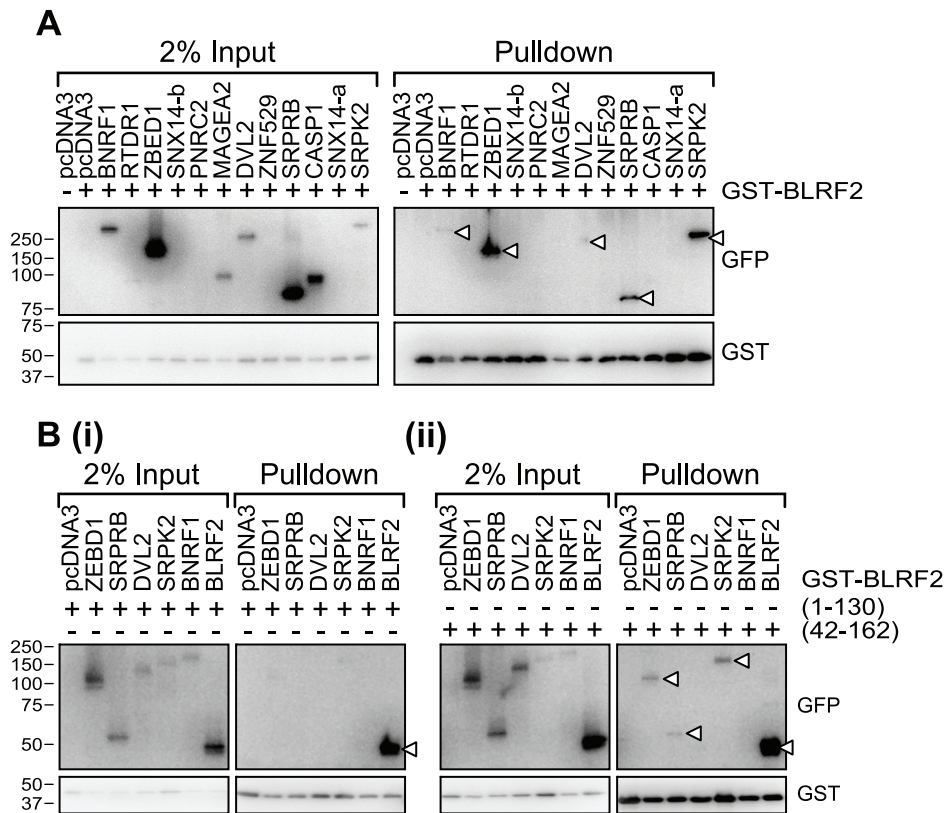 A
2% Input
Pulldown
pcDNA3
pcDNA3
BNRF1
RTDR1
ZBED1
SNX14-b
PNRC2
MAGEA2
DVL2
ZNF529
SRPRB
CASP1
SNX14-a
SRPK2
pcDNA3
pcDNA3
BNRF1
RTDR1
ZBED1
SNX14-b
PNRC2
MAGEA2
DVL2
ZNF529
SRPRB
CASP1
SNX14-a
SRPK2
- + + + + + + + + + + + + +
- + + + + + + + + + + + + +
GST-BLRF2
250
150
100
75
GFP
75
50
37
GST
B (i)
(ii)
2% Input
Pulldown
2% Input
Pulldown
pcDNA3
ZEBD1
SRPRB
DVL2
SRPK2
BNRF1
BLRF2
pcDNA3
ZEBD1
SRPRB
DVL2
SRPK2
BNRF1
BLRF2
pcDNA3
ZEBD1
SRPRB
DVL2
SRPK2
BNRF1
BLRF2
pcDNA3
ZEBD1
SRPRB
DVL2
SRPK2
BNRF1
BLRF2
GST-BLRF2
+ + + + + + +
+ + + + + + +
- - - - - - -
- - - - - - -
(1-130)
- - - - - - -
- - - - - - -
+ + + + + + +
+ + + + + + +
(42-162)
250
150
100
75
50
GFP
50
37
GST